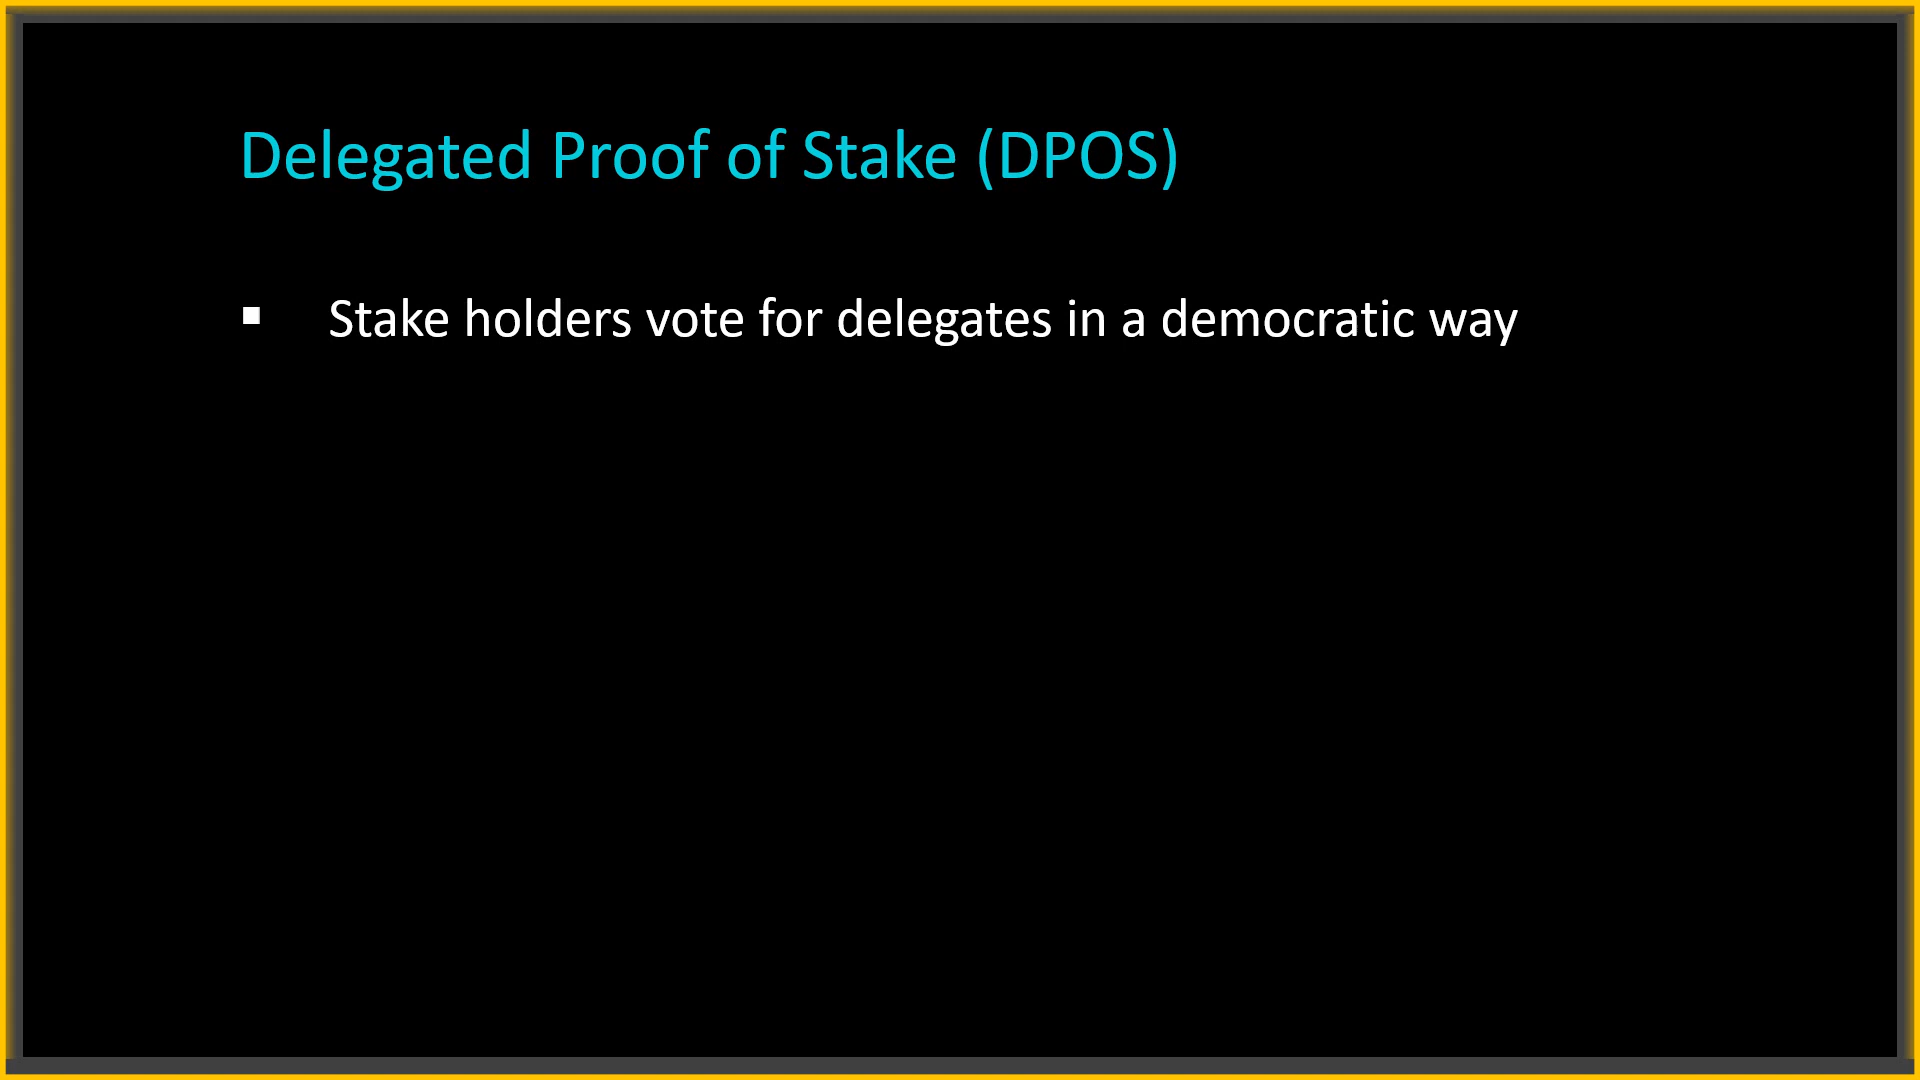 Delegated Proof of Stake (DPOS)
▪ Stake holders vote for delegates in a democratic way